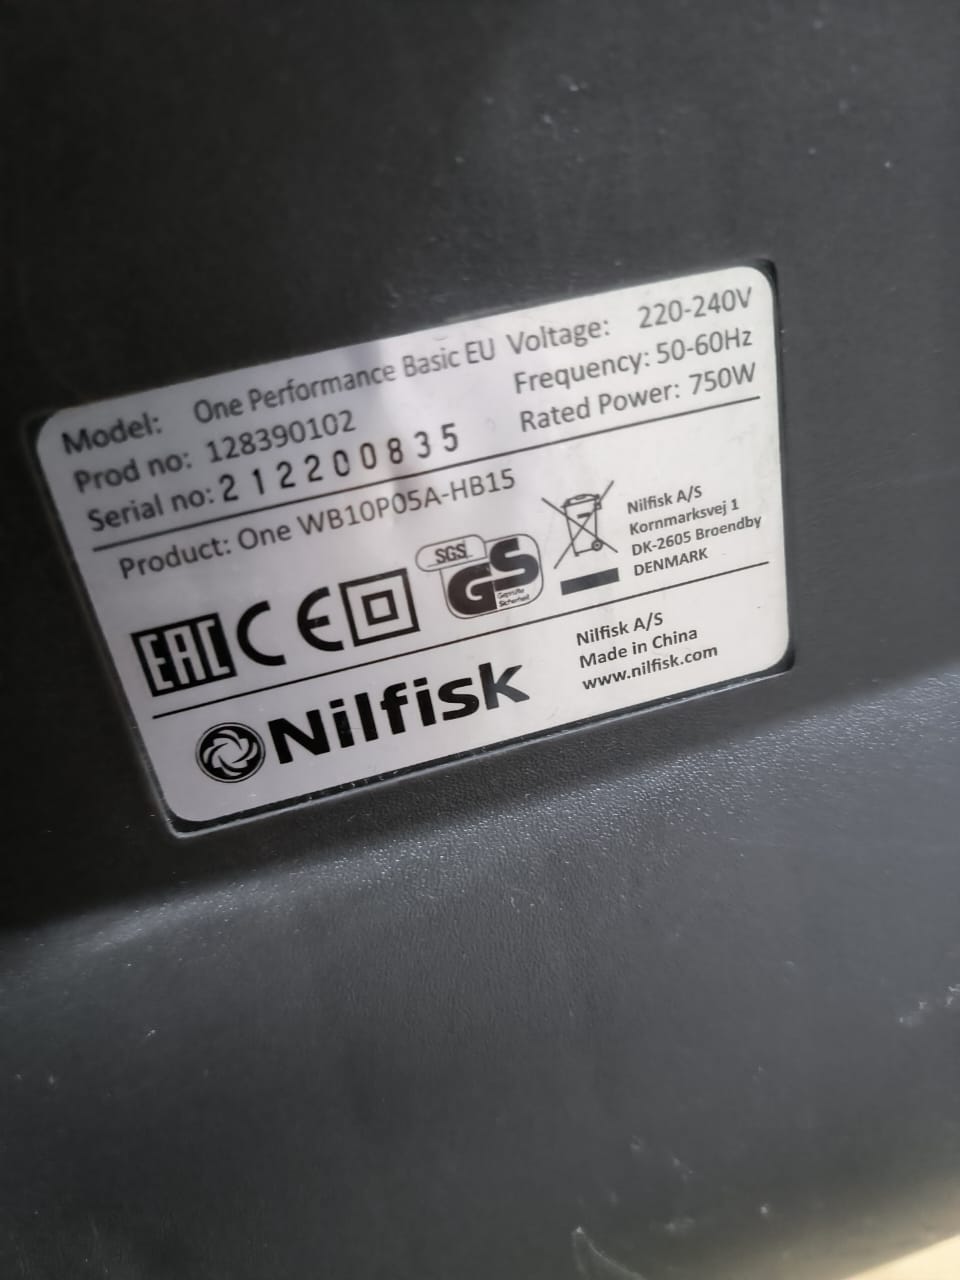 Model: One Performance Basic EU Voltage: 220-240V
Prod no: 128390102 Frequency: 50-60Hz
Serial no: 212200835 Rated Power: 750W
Product: One WB10P05A-HB15
Nilfisk A/S
Kornmarksvej 1
DK-2605 Broendby
DENMARK
EAC CE SGS GS
Geprüfte
Sicherheit
Nilfisk
Nilfisk A/S
Made in China
www.nilfisk.com